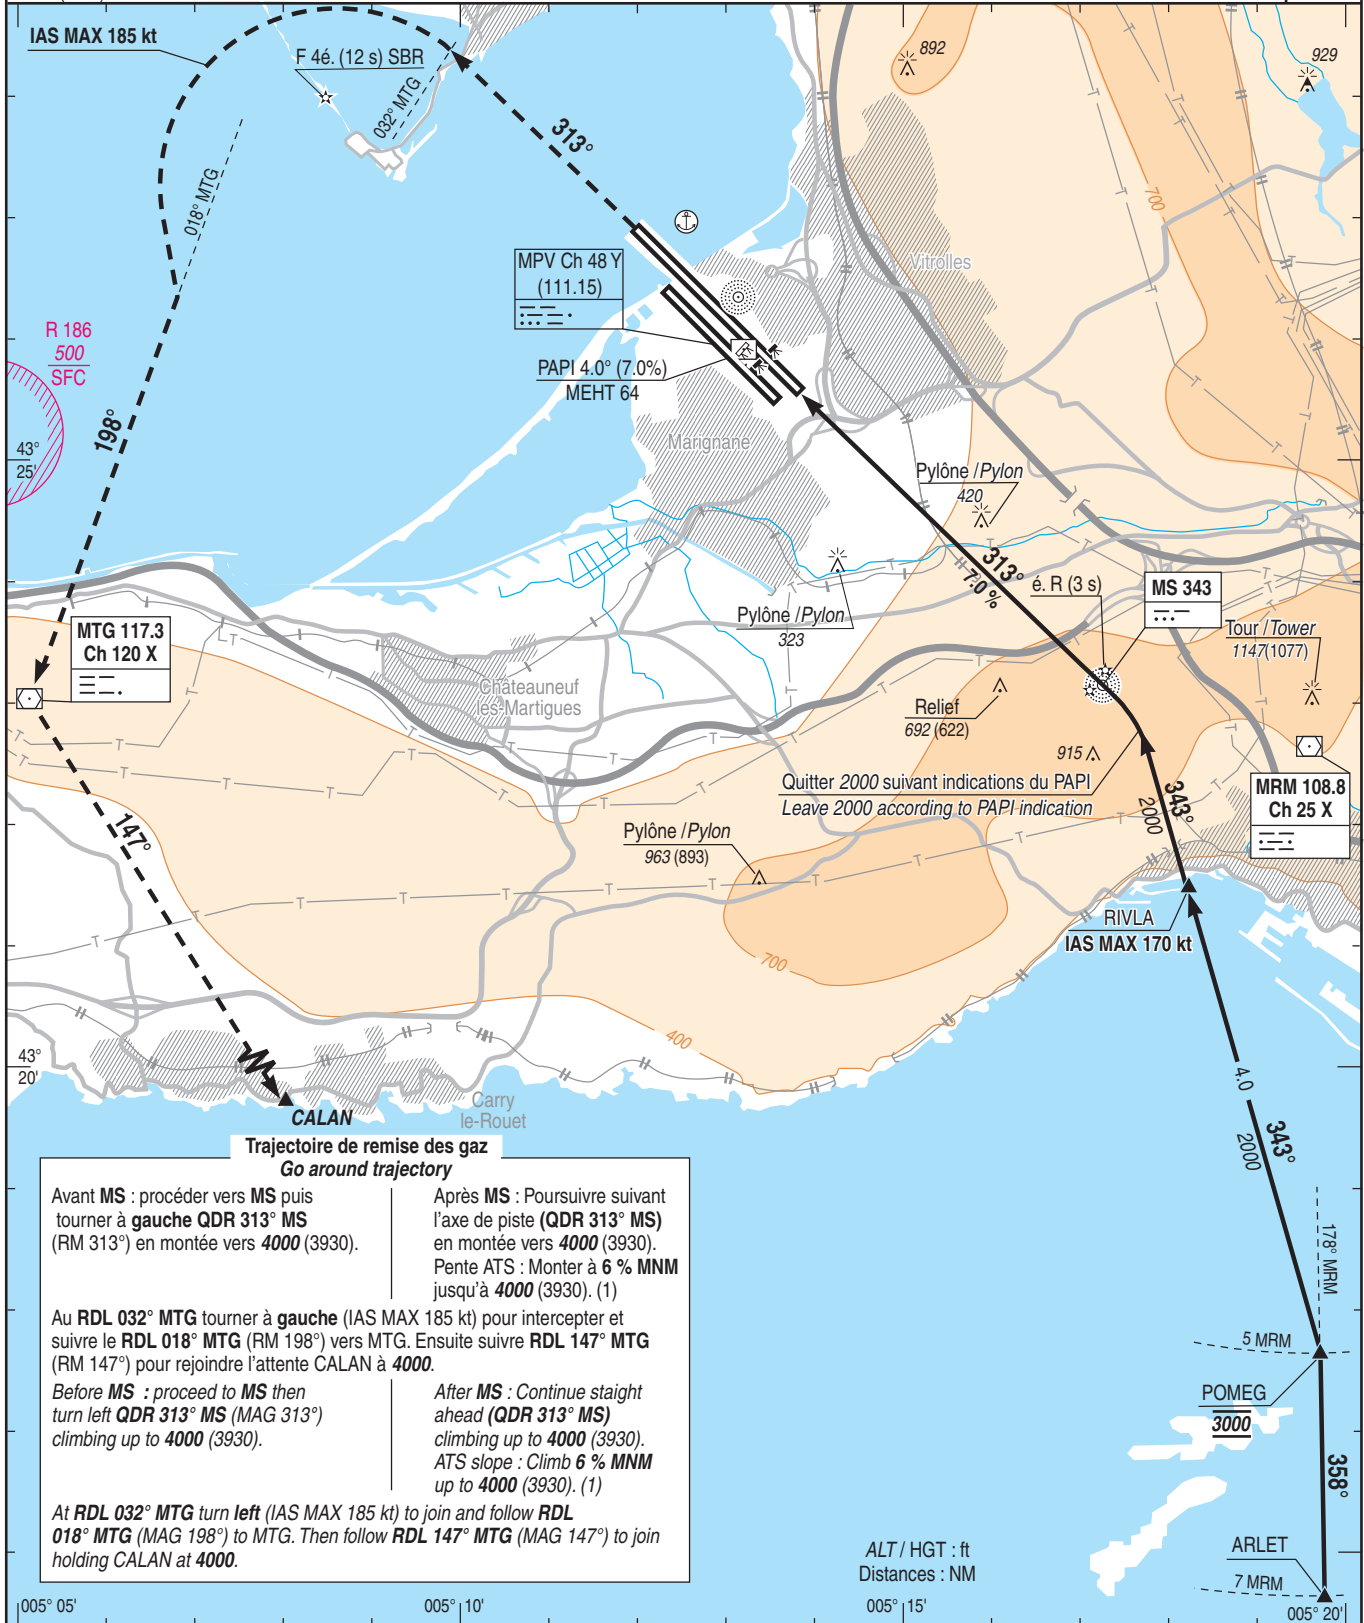 IAS MAX 185 kt
F 4é. (12 s) SBR
032° MTG
018° MTG
313°
892
929
700
MPV Ch 48 Y
(111.15)
Vitrolles
R 186
500
SFC
PAPI 4.0° (7.0%)
MEHT 64
198°
Marignane
43°
25'
Pylône /Pylon
420
313°
7.0 %
é. R (3 s)
MS 343
Pylône /Pylon
323
Tour /Tower
1147(1077)
MTG 117.3
Ch 120 X
Châteauneuf
les-Martigues
Relief
692 (622)
915
Quitter 2000 suivant indications du PAPI
Leave 2000 according to PAPI indication
343°
2000
MRM 108.8
Ch 25 X
147°
Pylône /Pylon
963 (893)
RIVLA
IAS MAX 170 kt
700
400
43°
20'
4.0
343°
2000
CALAN
Carry
le-Rouet
Trajectoire de remise des gaz
Go around trajectory
Avant MS : procéder vers MS puis
tourner à gauche QDR 313° MS
(RM 313°) en montée vers 4000 (3930).
Après MS : Poursuivre suivant
l'axe de piste (QDR 313° MS)
en montée vers 4000 (3930).
Pente ATS : Monter à 6 % MNM
jusqu'à 4000 (3930). (1)
Au RDL 032° MTG tourner à gauche (IAS MAX 185 kt) pour intercepter et
suivre le RDL 018° MTG (RM 198°) vers MTG. Ensuite suivre RDL 147° MTG
(RM 147°) pour rejoindre l'attente CALAN à 4000.
Before MS : proceed to MS then
turn left QDR 313° MS (MAG 313°)
climbing up to 4000 (3930).
After MS : Continue staight
ahead (QDR 313° MS)
climbing up to 4000 (3930).
ATS slope : Climb 6 % MNM
up to 4000 (3930). (1)
At RDL 032° MTG turn left (IAS MAX 185 kt) to join and follow RDL
018° MTG (MAG 198°) to MTG. Then follow RDL 147° MTG (MAG 147°) to join
holding CALAN at 4000.
178° MRM
5 MRM
POMEG
3000
358°
ARLET
7 MRM
ALT / HGT : ft
Distances : NM
005° 05'
005° 10'
005° 15'
005° 20'